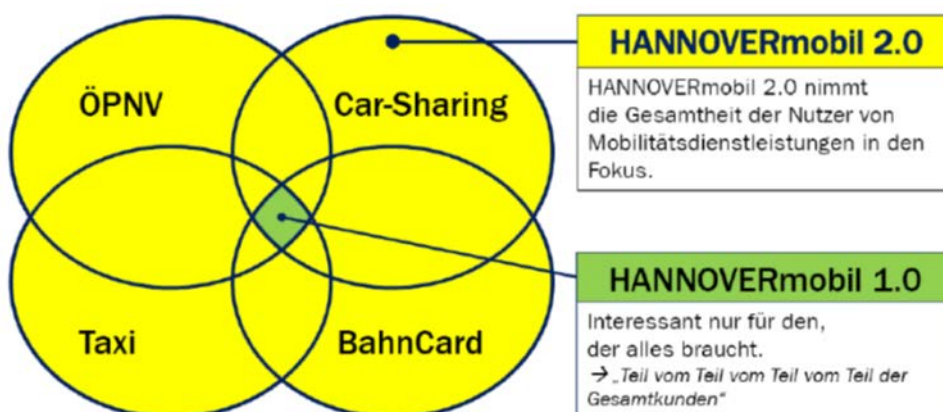 ÖPNV
Car-Sharing
Taxi
BahnCard
HANNOVERmobil 2.0
HANNOVERmobil 2.0 nimmt
die Gesamtheit der Nutzer von
Mobilitätsdienstleistungen in den
Fokus.
HANNOVERmobil 1.0
Interessant nur für den,
der alles braucht.
→ „Teil vom Teil vom Teil vom Teil der
Gesamtkunden“